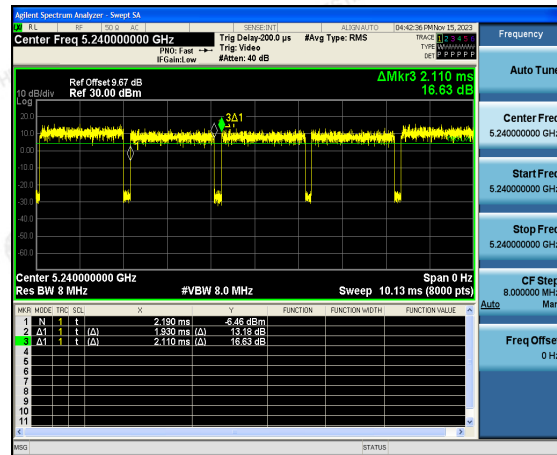 Agilent Spectrum Analyzer - Swept SA
RL RF 50 Ω AC SENSE:INT ALIGN AUTO 04:42:36 PM Nov 15, 2023
Center Freq 5.240000000 GHz
PNO: Fast
IFGain:Low
Trig Delay-200.0 µs
Trig: Video
#Atten: 40 dB
#Avg Type: RMS
TRACE 1 2 3 4 5 6
TYPE
DET P P P P P P
Frequency
Auto Tune
Ref Offset 9.67 dB
Ref 30.00 dBm
10 dB/div
Log
ΔMkr3 2.110 ms
16.63 dB
20.0
10.0
0.00
-10.0
-20.0
-30.0
-40.0
-50.0
-60.0
3Δ1
Center 5.240000000 GHz
Res BW 8 MHz
#VBW 8.0 MHz
Span 0 Hz
Sweep 10.13 ms (8000 pts)
Center Freq
5.240000000 GHz
Start Freq
5.240000000 GHz
Stop Freq
5.240000000 GHz
CF Step
8.000000 MHz
Auto Man
Freq Offset
0 Hz
MKR MODE TRC SCL X Y FUNCTION FUNCTION WIDTH FUNCTION VALUE
1 N 1 t 2.190 ms -6.46 dBm
2 Δ1 1 t (Δ) 1.930 ms (Δ) 13.18 dB
3 Δ1 1 t (Δ) 2.110 ms (Δ) 16.63 dB
4
5
6
7
8
9
10
11
MSG STATUS